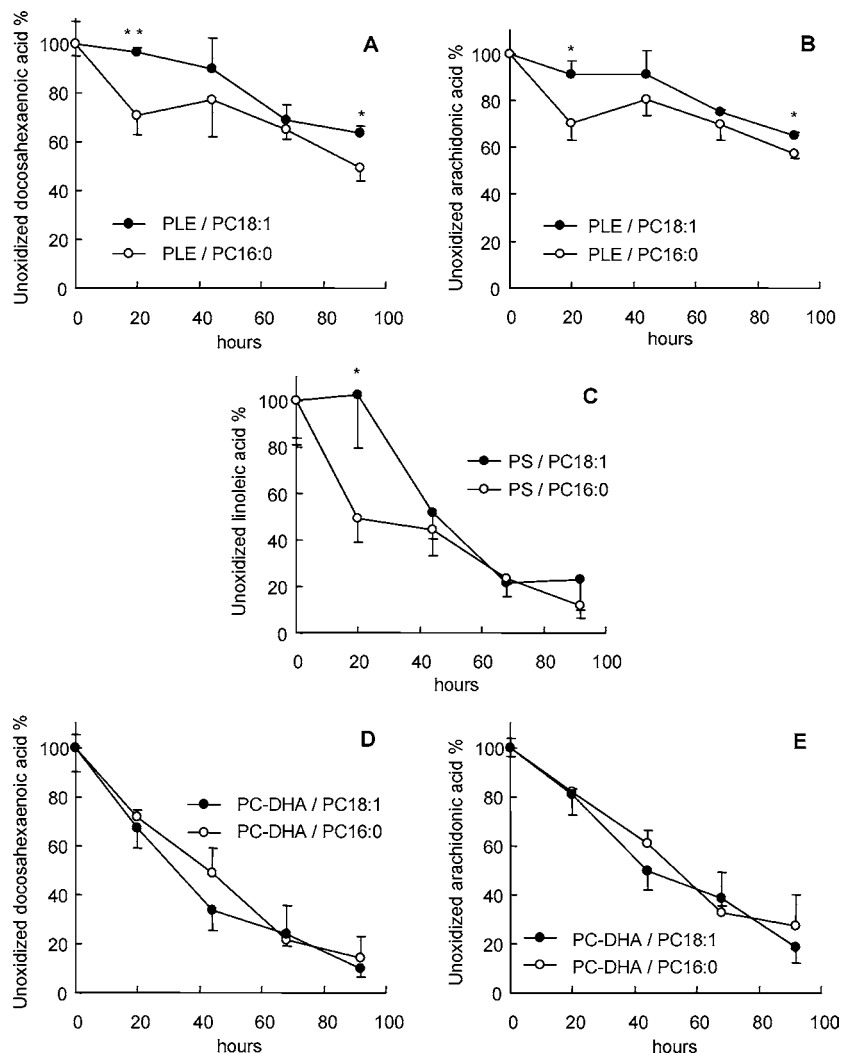 Unoxidized docosahexaenoic acid %
* *
A
100
80
60
40
20
0
*
PLE / PC18:1
PLE / PC16:0
0 20 40 60 80 100
hours
Unoxidized arachidonic acid %
*
B
100
80
60
40
20
0
*
PLE / PC18:1
PLE / PC16:0
0 20 40 60 80 100
hours
Unoxidized linoleic acid %
*
C
100
80
60
40
20
0
PS / PC18:1
PS / PC16:0
0 20 40 60 80 100
hours
Unoxidized docosahexaenoic acid %
D
100
80
60
40
20
0
PC-DHA / PC18:1
PC-DHA / PC16:0
0 20 40 60 80 100
hours
Unoxidized arachidonic acid %
E
100
80
60
40
20
0
PC-DHA / PC18:1
PC-DHA / PC16:0
0 20 40 60 80 100
hours